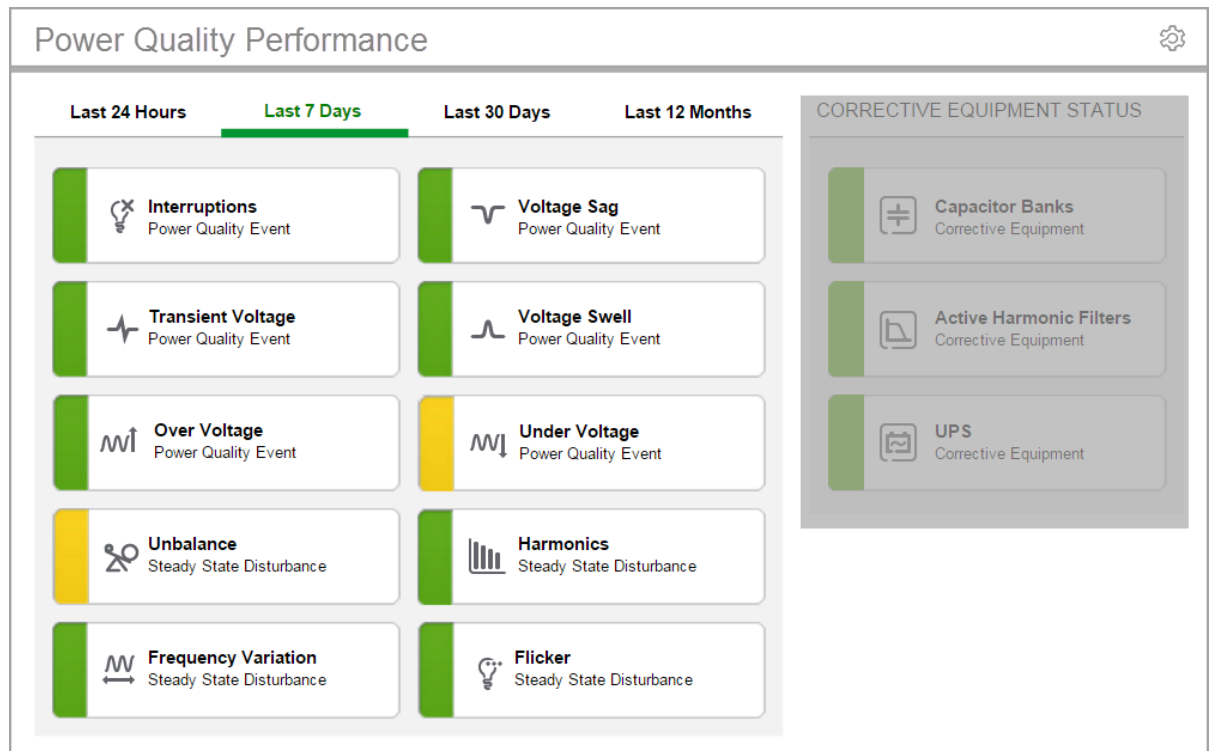 Power Quality Performance
Last 24 Hours
Last 7 Days
Last 30 Days
Last 12 Months
CORRECTIVE EQUIPMENT STATUS
Interruptions
Power Quality Event
Voltage Sag
Power Quality Event
Capacitor Banks
Corrective Equipment
Transient Voltage
Power Quality Event
Voltage Swell
Power Quality Event
Active Harmonic Filters
Corrective Equipment
Over Voltage
Power Quality Event
Under Voltage
Power Quality Event
UPS
Corrective Equipment
Unbalance
Steady State Disturbance
Harmonics
Steady State Disturbance
Frequency Variation
Steady State Disturbance
Flicker
Steady State Disturbance